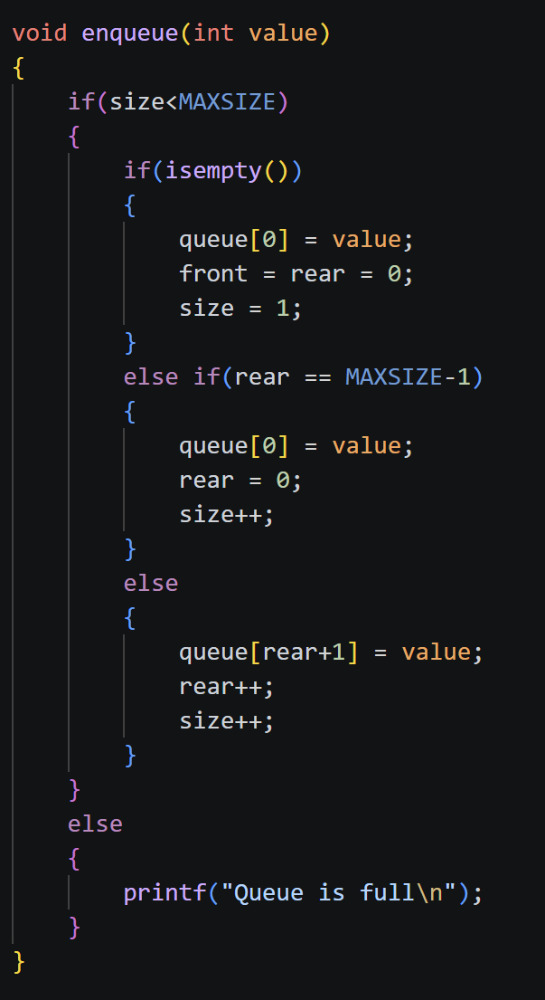 void enqueue(int value)
{
    if(size<MAXSIZE)
    {
        if(isempty())
        {
            queue[0] = value;
            front = rear = 0;
            size = 1;
        }
        else if(rear == MAXSIZE-1)
        {
            queue[0] = value;
            rear = 0;
            size++;
        }
        else
        {
            queue[rear+1] = value;
            rear++;
            size++;
        }
    }
    else
    {
        printf("Queue is full\n");
    }
}